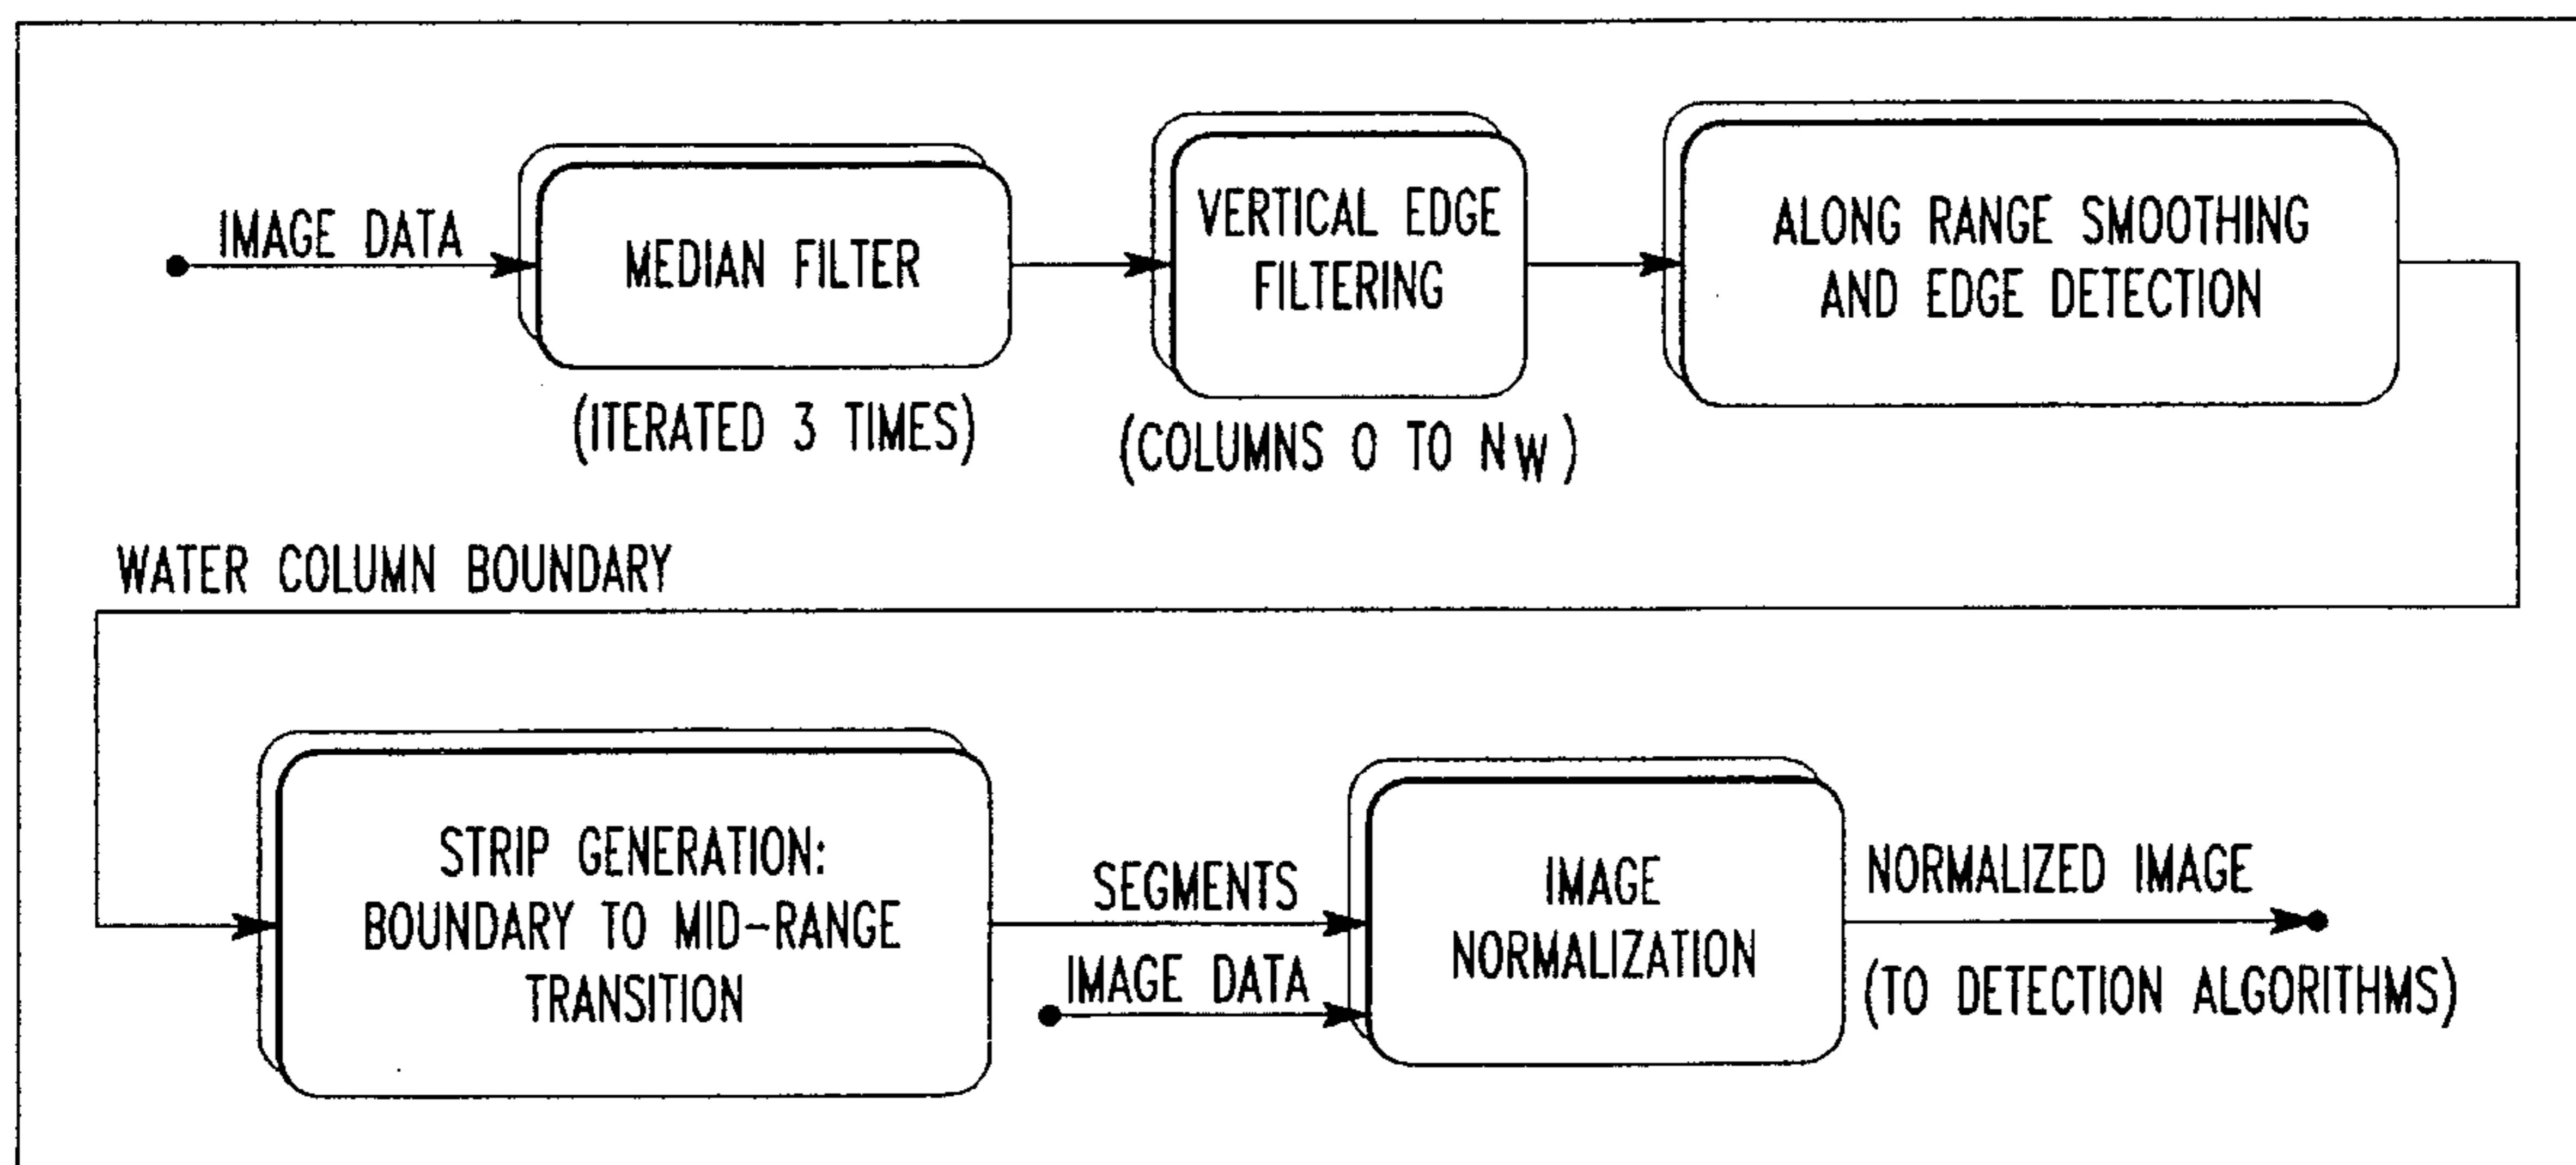 IMAGE DATA
MEDIAN FILTER
(ITERATED 3 TIMES)
VERTICAL EDGE
FILTERING
(COLUMNS 0 TO NW)
ALONG RANGE SMOOTHING
AND EDGE DETECTION
WATER COLUMN BOUNDARY
STRIP GENERATION:
BOUNDARY TO MID-RANGE
TRANSITION
SEGMENTS
IMAGE DATA
IMAGE
NORMALIZATION
NORMALIZED IMAGE
(TO DETECTION ALGORITHMS)